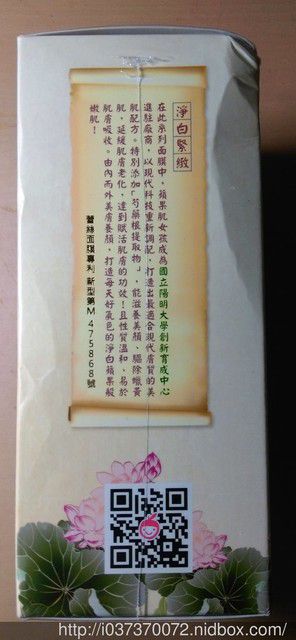 淨白緊緻
在此系列面膜中，蘋果肌女孩成為國立陽明大學創新育成中心
進駐廠商，以現代科技重新調配，打造出最適合現代膚質的美
肌配方。特別添加「芍藥根提取物」，能滋養美顏、驅除蠟黃
肌，延緩肌膚老化，達到賦活肌膚的功效！且性質溫和、易於
肌膚吸收。由內而外美膚養顏，打造每天好氣色的淨白蘋果般
嫩肌！
蕾絲面膜專利 新型第M475868號
http://i037370072.nidbox.com/